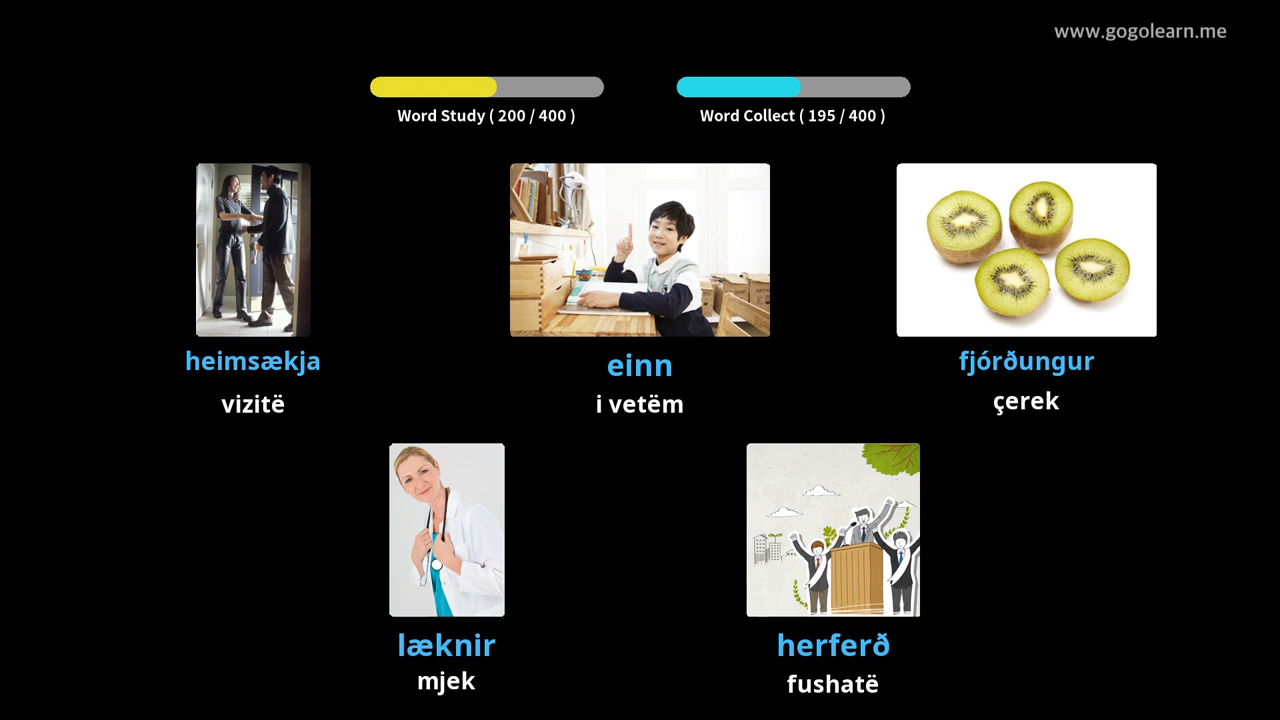 www.gogolearn.me
Word Study ( 200 / 400 )
Word Collect ( 195 / 400 )
heimsækja
vizitë
einn
i vetëm
fjórðungur
çerek
læknir
mjek
herferð
fushatë